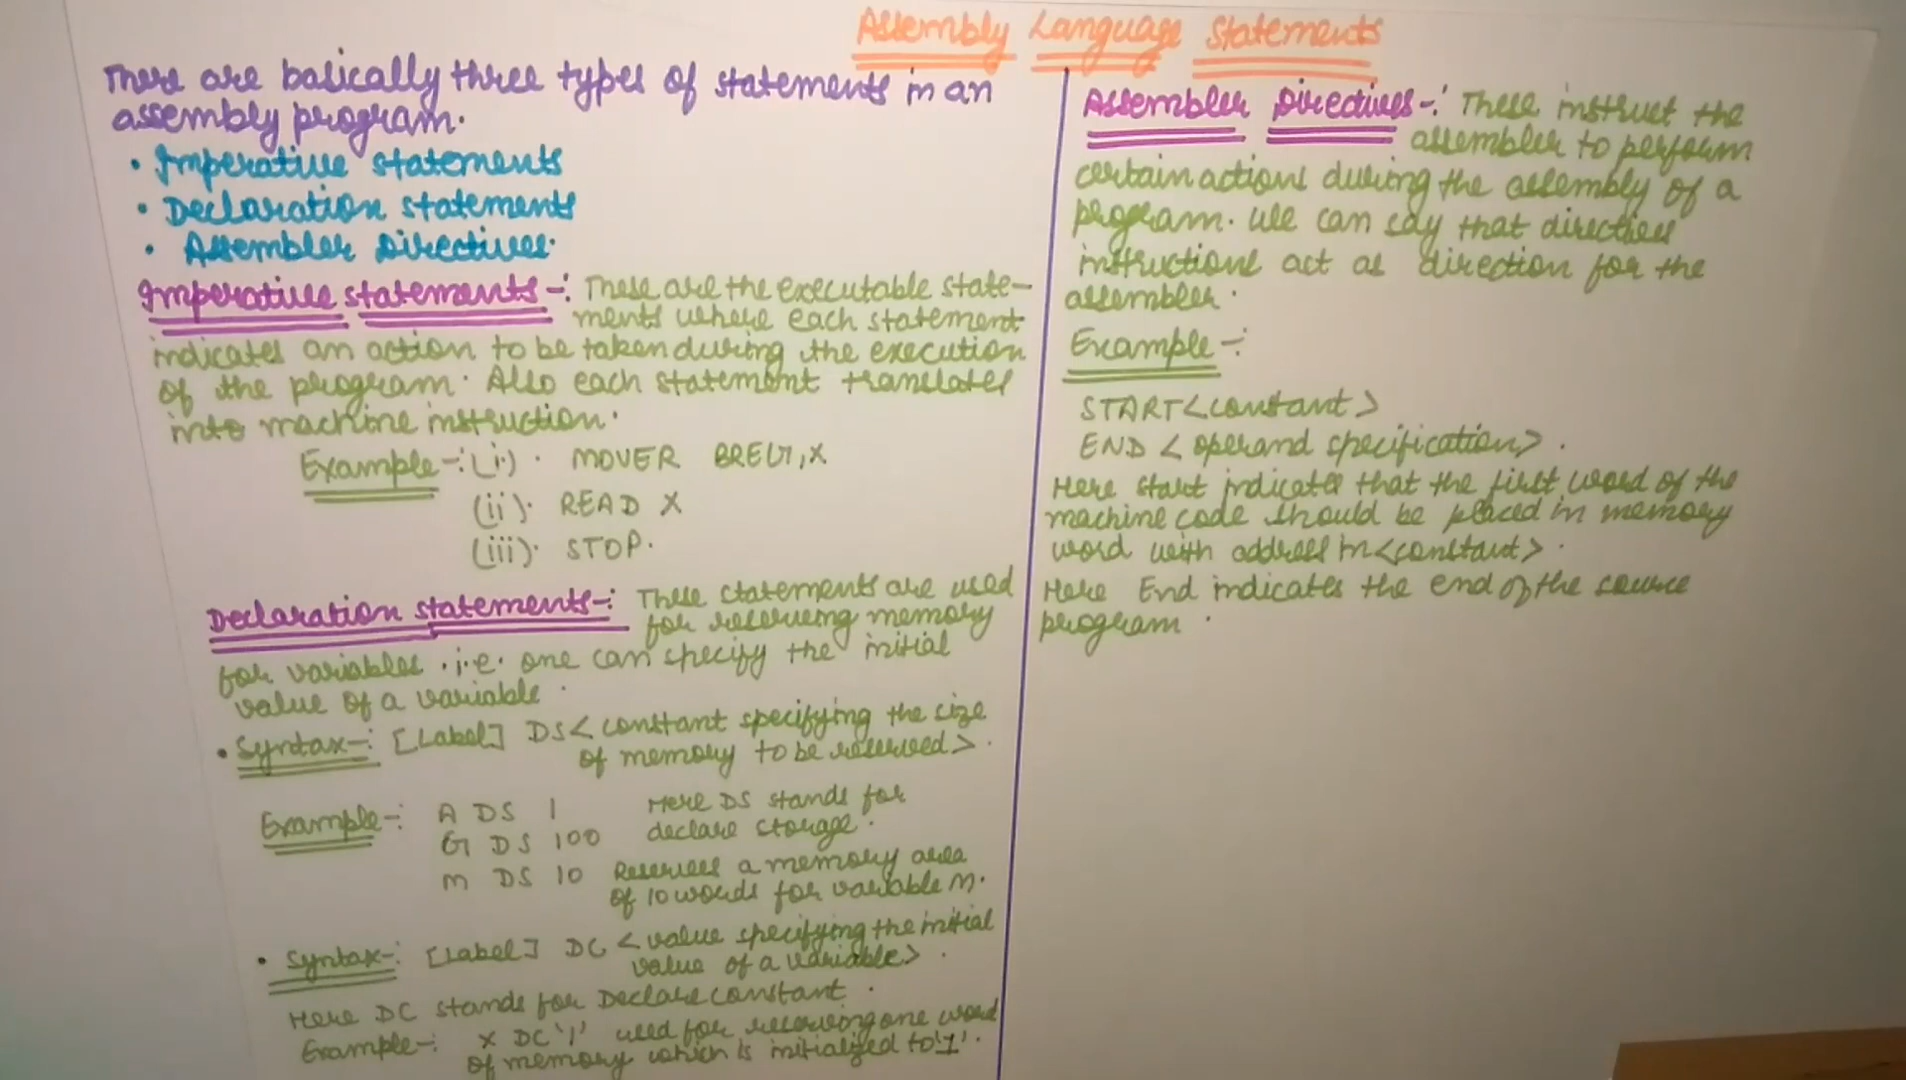 Assembly Language Statements
There are basically three types of statements in an
assembly program.
• Imperative statements
• Declaration statements
• Assembler Directives.
Imperative statements -: These are the executable state-
ments where each statement
indicates an action to be taken during the execution
of the program. Also each statement translates
into machine instruction.
Example -: (i). MOVER BREG, X
(ii). READ X
(iii). STOP.
Declaration statements -: These statements are used
for reserving memory
for variables. i.e. one can specify the initial
value of a variable.
• Syntax -: [Label] DS < constant specifying the size
of memory to be reserved>.
Example -: A DS 1 Here DS stands for
declare storage.
G DS 100
M DS 10 Reserves a memory area
of 10 words for variable M.
• Syntax -: [Label] DC < value specifying the initial
value of a variable> .
Here DC stands for Declare constant .
Example -: X DC '1' used for reserving one word
of memory which is initialized to '1'.
Assembler Directives -: These instruct the
assembler to perform
certain actions during the assembly of a
program. We can say that directives
instructions act as direction for the
assembler.
Example -:
START <constant>
END < operand specification> .
Here start indicates that the first word of the
machine code should be placed in memory
word with address in <constant> .
Here End indicates the end of the source
program .